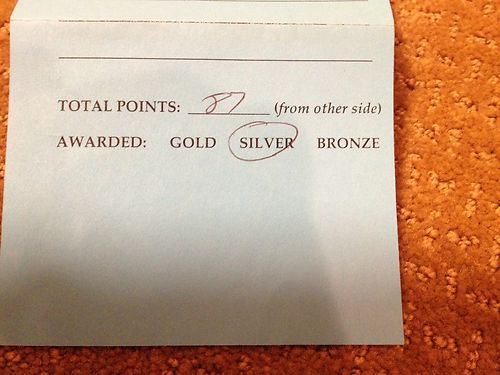 TOTAL POINTS: 87 (from other side)
AWARDED: GOLD SILVER BRONZE